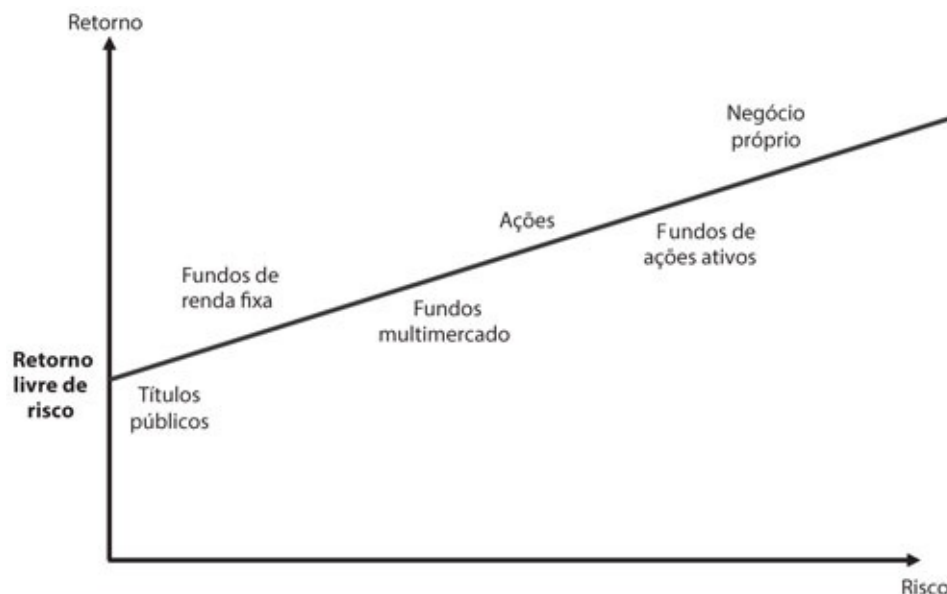 Retorno
Negócio
próprio
Ações
Fundos de
ações ativos
Fundos de
renda fixa
Fundos
multimercado
Retorno
livre de
risco
Títulos
públicos
Risco